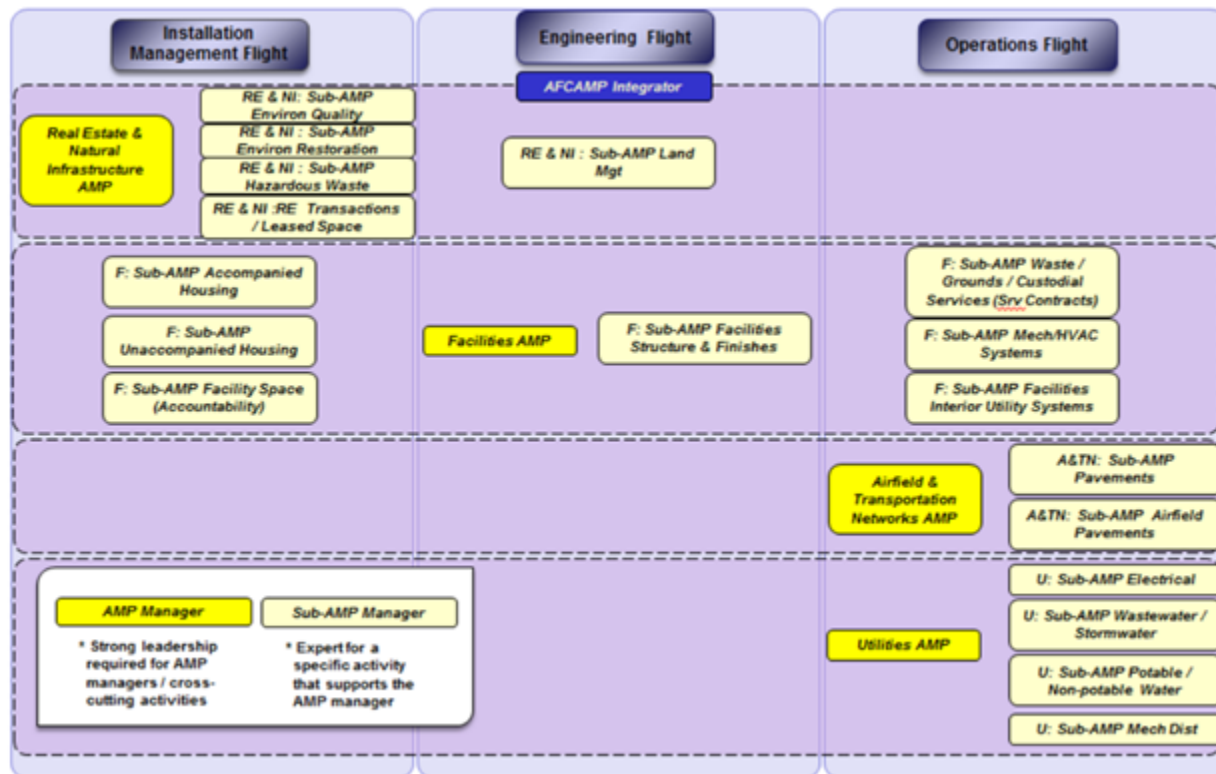 Installation
Management Flight
Engineering Flight
Operations Flight
AFCAMP Integrator
Real Estate &
Natural
Infrastructure
AMP
RE & NI: Sub-AMP
Environ Quality
RE & NI : Sub-AMP
Environ Restoration
RE & NI : Sub-AMP
Hazardous Waste
RE & NI :RE Transactions
/ Leased Space
RE & NI : Sub-AMP Land
Mgt
F: Sub-AMP Accompanied
Housing
F: Sub-AMP
Unaccompanied Housing
F: Sub-AMP Facility Space
(Accountability)
Facilities AMP
F: Sub-AMP Facilities
Structure & Finishes
F: Sub-AMP Waste /
Grounds / Custodial
Services (Srv Contracts)
F: Sub-AMP Mech/HVAC
Systems
F: Sub-AMP Facilities
Interior Utility Systems
Airfield &
Transportation
Networks AMP
A&TN: Sub-AMP
Pavements
A&TN: Sub-AMP Airfield
Pavements
Utilities AMP
U: Sub-AMP Electrical
U: Sub-AMP Wastewater /
Stormwater
U: Sub-AMP Potable /
Non-potable Water
U: Sub-AMP Mech Dist
AMP Manager
* Strong leadership
required for AMP
managers / cross-
cutting activities
Sub-AMP Manager
* Expert for a
specific activity
that supports the
AMP manager